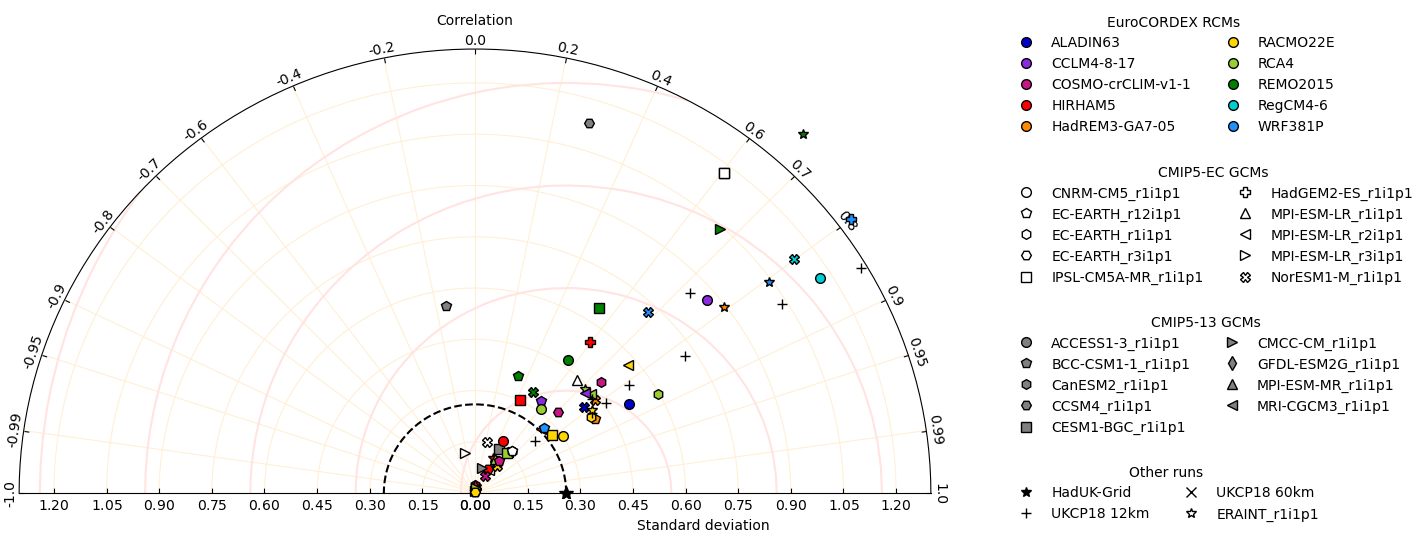 Correlation
EuroCORDEX RCMs
ALADIN63
CCLM4-8-17
COSMO-crCLIM-v1-1
HIRHAM5
HadREM3-GA7-05
RACMO22E
RCA4
REMO2015
RegCM4-6
WRF381P
CMIP5-EC GCMs
CNRM-CM5_r1i1p1
EC-EARTH_r12i1p1
EC-EARTH_r1i1p1
EC-EARTH_r3i1p1
IPSL-CM5A-MR_r1i1p1
HadGEM2-ES_r1i1p1
MPI-ESM-LR_r1i1p1
MPI-ESM-LR_r2i1p1
MPI-ESM-LR_r3i1p1
NorESM1-M_r1i1p1
CMIP5-13 GCMs
ACCESS1-3_r1i1p1
BCC-CSM1-1_r1i1p1
CanESM2_r1i1p1
CCSM4_r1i1p1
CESM1-BGC_r1i1p1
CMCC-CM_r1i1p1
GFDL-ESM2G_r1i1p1
MPI-ESM-MR_r1i1p1
MRI-CGCM3_r1i1p1
Other runs
HadUK-Grid
UKCP18 12km
UKCP18 60km
ERAINT_r1i1p1
-1.0
-0.99
-0.95
-0.9
-0.8
-0.7
-0.6
-0.4
-0.2
0.0
0.2
0.4
0.6
0.7
0.8
0.9
0.95
0.99
1.0
1.20 1.05 0.90 0.75 0.60 0.45 0.30 0.15 0.00 0.15 0.30 0.45 0.60 0.75 0.90 1.05 1.20
Standard deviation